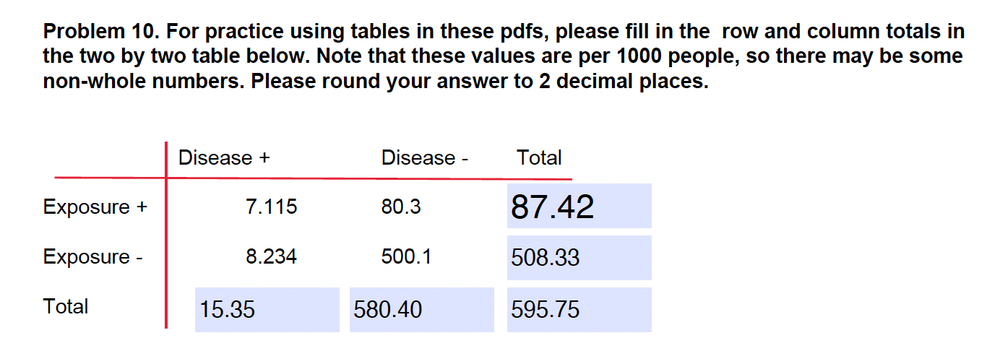 Problem 10. For practice using tables in these pdfs, please fill in the  row and column totals in
the two by two table below. Note that these values are per 1000 people, so there may be some
non-whole numbers. Please round your answer to 2 decimal places.
Disease + Disease - Total
Exposure + 7.115 80.3 87.42
Exposure - 8.234 500.1 508.33
Total 15.35 580.40 595.75